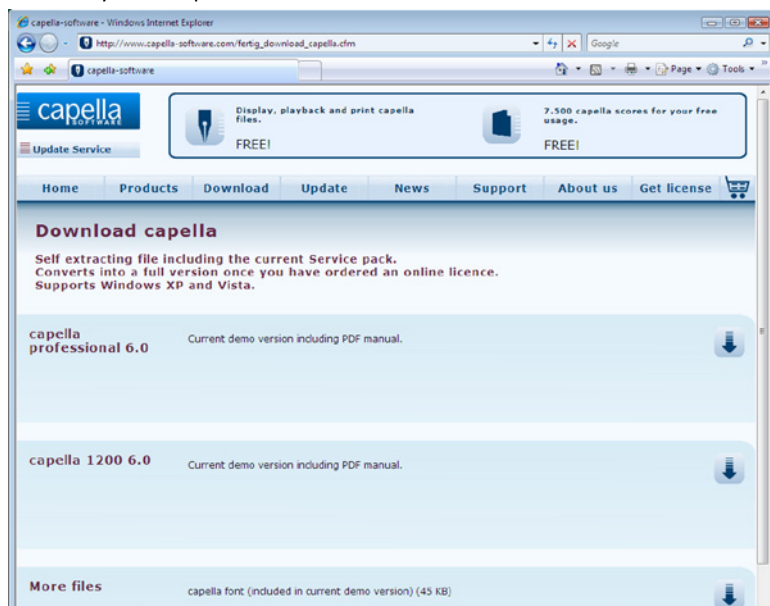 capella-software - Windows Internet Explorer
http://www.capella-software.com/fertig_download_capella.cfm
Google
capella-software
Page
Tools
capella
SOFTWARE
Update Service
Display, playback and print capella
files.
FREE!
7.500 capella scores for your free
usage.
FREE!
Home Products Download Update News Support About us Get license
Download capella
Self extracting file including the current Service pack.
Converts into a full version once you have ordered an online licence.
Supports Windows XP and Vista.
capella
professional 6.0
Current demo version including PDF manual.
capella 1200 6.0
Current demo version including PDF manual.
More files
capella font (included in current demo version) (45 KB)